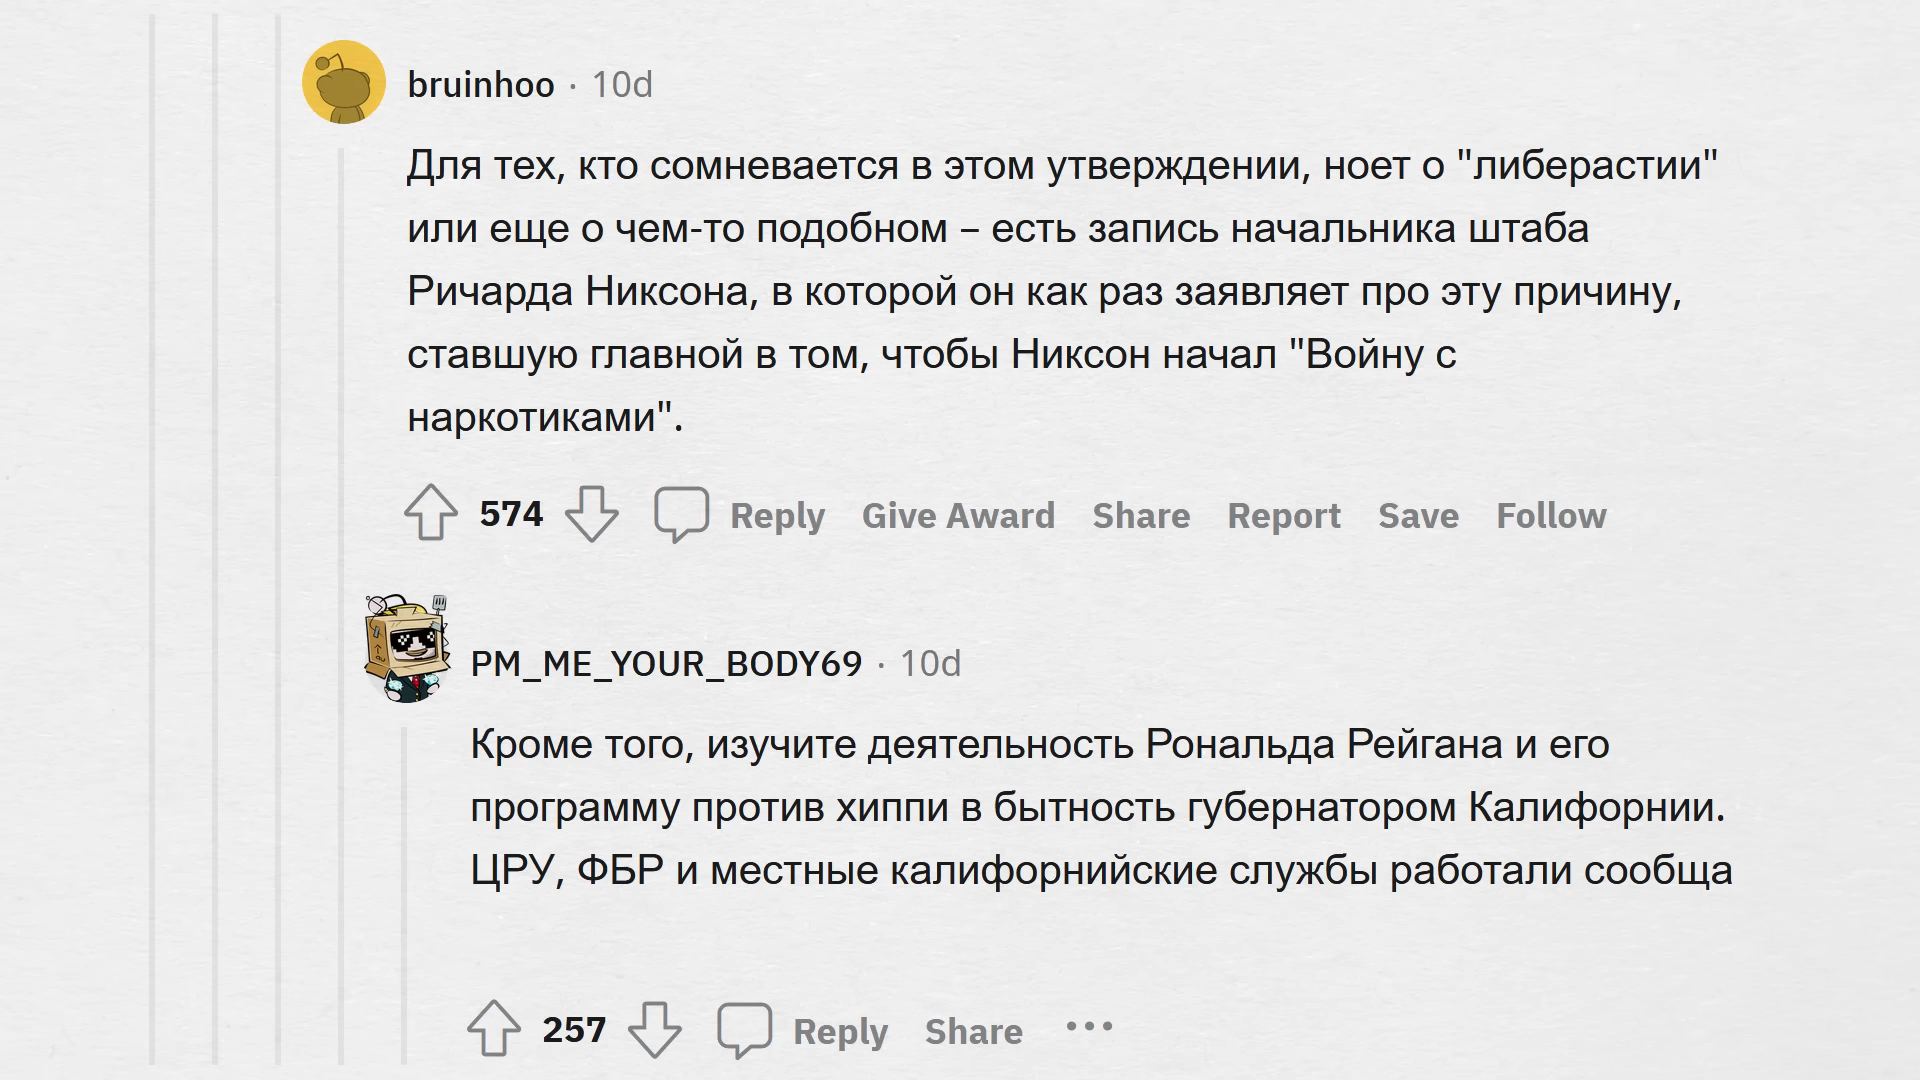 bruinhoo · 10d
Для тех, кто сомневается в этом утверждении, ноет о "либерастии"
или еще о чем-то подобном – есть запись начальника штаба
Ричарда Никсона, в которой он как раз заявляет про эту причину,
ставшую главной в том, чтобы Никсон начал "Войну с
наркотиками".
574 Reply Give Award Share Report Save Follow
PM_ME_YOUR_BODY69 · 10d
Кроме того, изучите деятельность Рональда Рейгана и его
программу против хиппи в бытность губернатором Калифорнии.
ЦРУ, ФБР и местные калифорнийские службы работали сообща
257 Reply Share •••